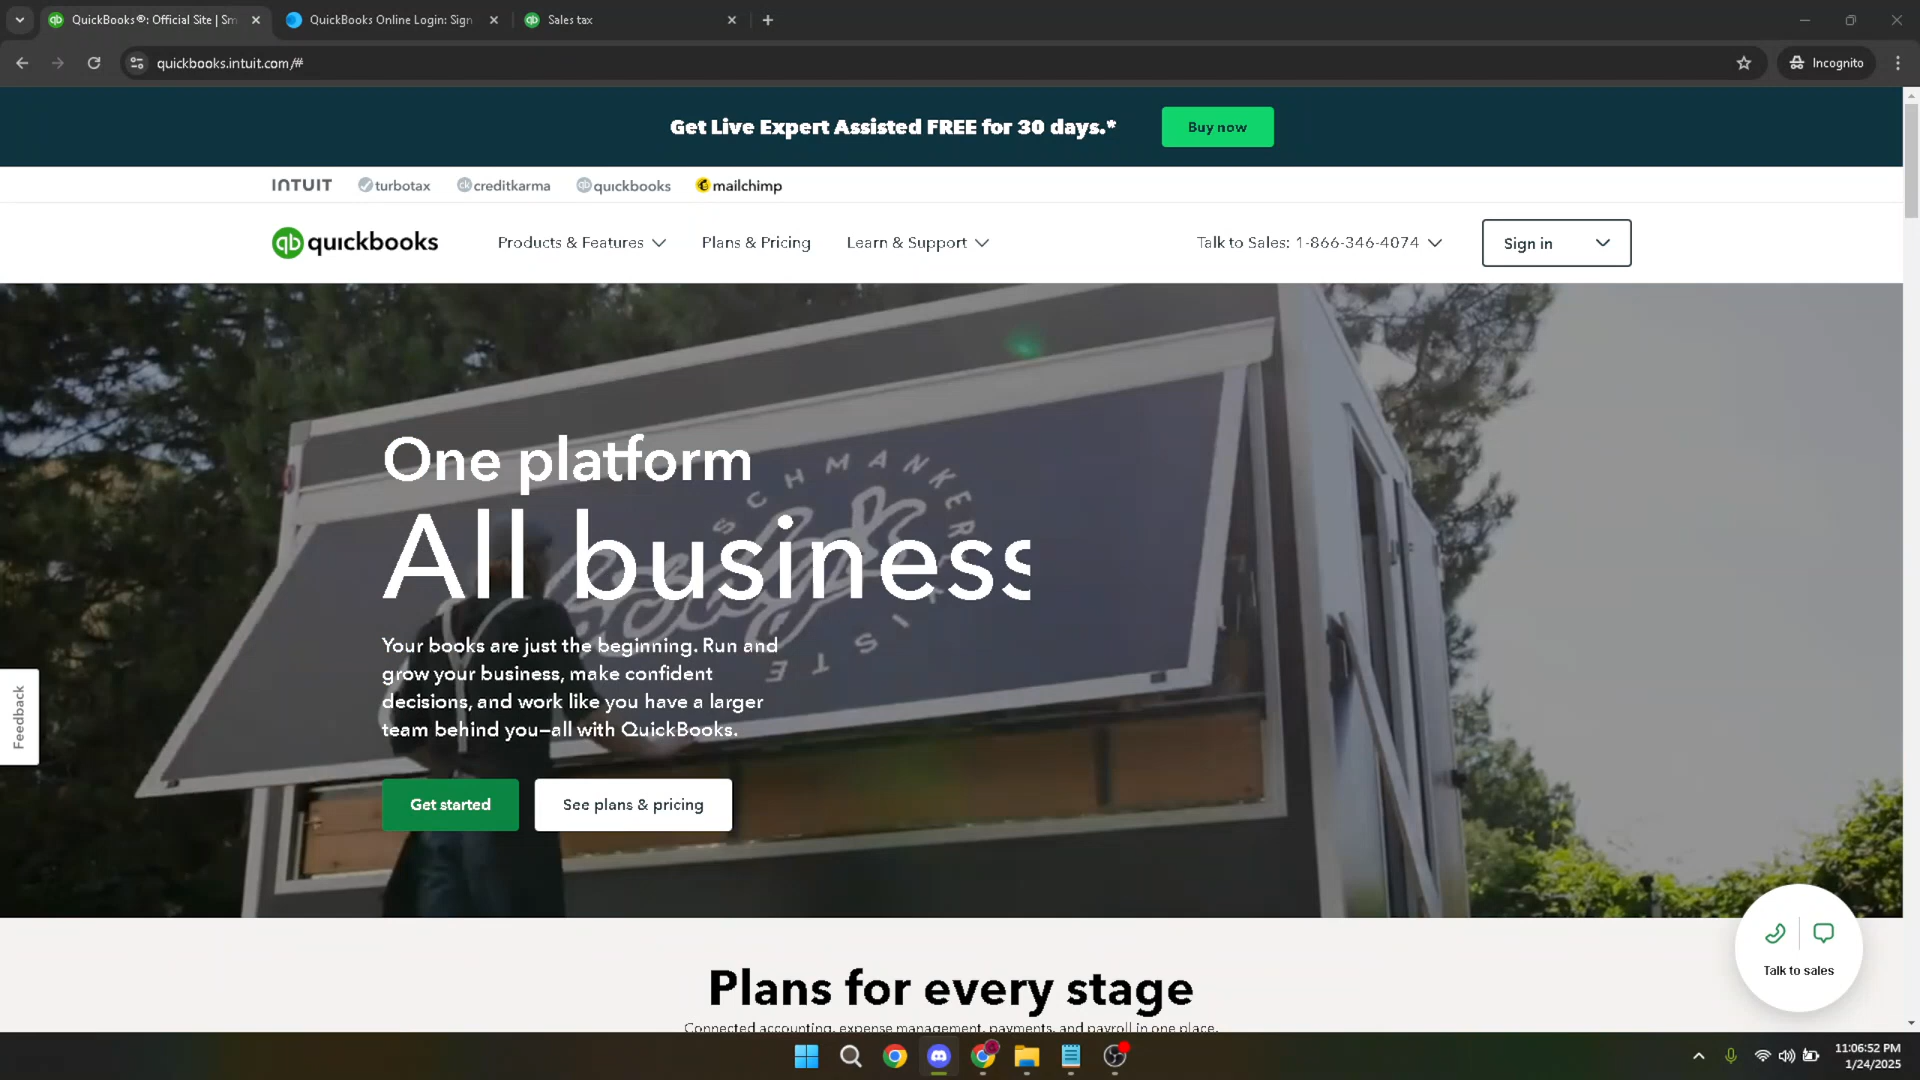 QuickBooks®: Official Site | Sm
QuickBooks Online Login: Sign
Sales tax
quickbooks.intuit.com/#
Incognito
Get Live Expert Assisted FREE for 30 days.*
Buy now
INTUIT
turbotax
ck creditkarma
qb quickbooks
mailchimp
qb quickbooks
Products & Features
Plans & Pricing
Learn & Support
Talk to Sales: 1-866-346-4074
Sign in
SCHMANKERL
One platform
All business
Your books are just the beginning. Run and
grow your business, make confident
decisions, and work like you have a larger
team behind you—all with QuickBooks.
Get started
See plans & pricing
Feedback
Talk to sales
Plans for every stage
Connected accounting, expense management, payments, and payroll in one place.
11:06:52 PM
1/24/2025